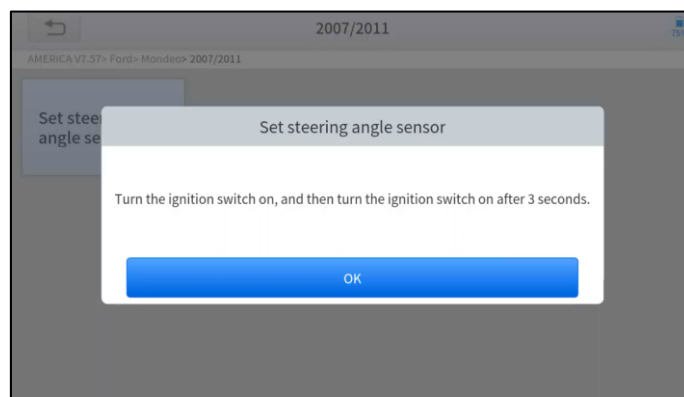 2007/2011
AMERICA V7.57> Ford> Mondeo> 2007/2011
Set stee
angle se
Set steering angle sensor
Turn the ignition switch on, and then turn the ignition switch on after 3 seconds.
OK